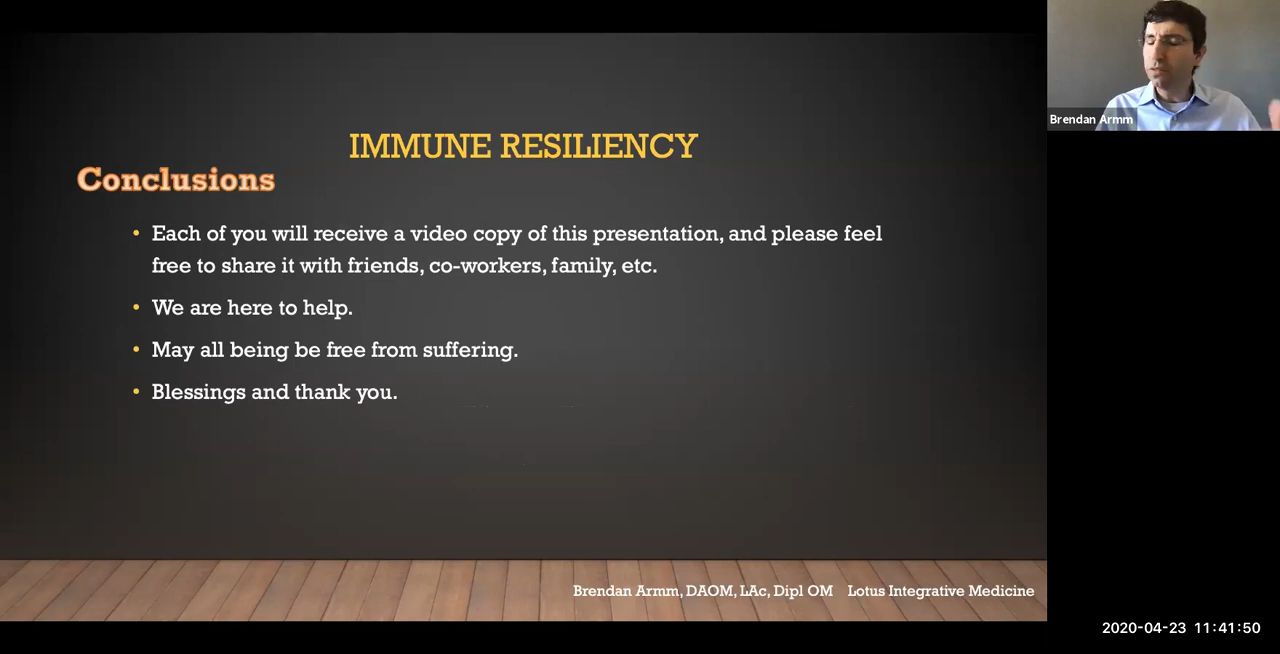 IMMUNE RESILIENCY
Conclusions
• Each of you will receive a video copy of this presentation, and please feel
free to share it with friends, co-workers, family, etc.
• We are here to help.
• May all being be free from suffering.
• Blessings and thank you.
Brendan Armm, DAOM, LAc, Dipl OM Lotus Integrative Medicine
Brendan Armm
2020-04-23 11:41:50